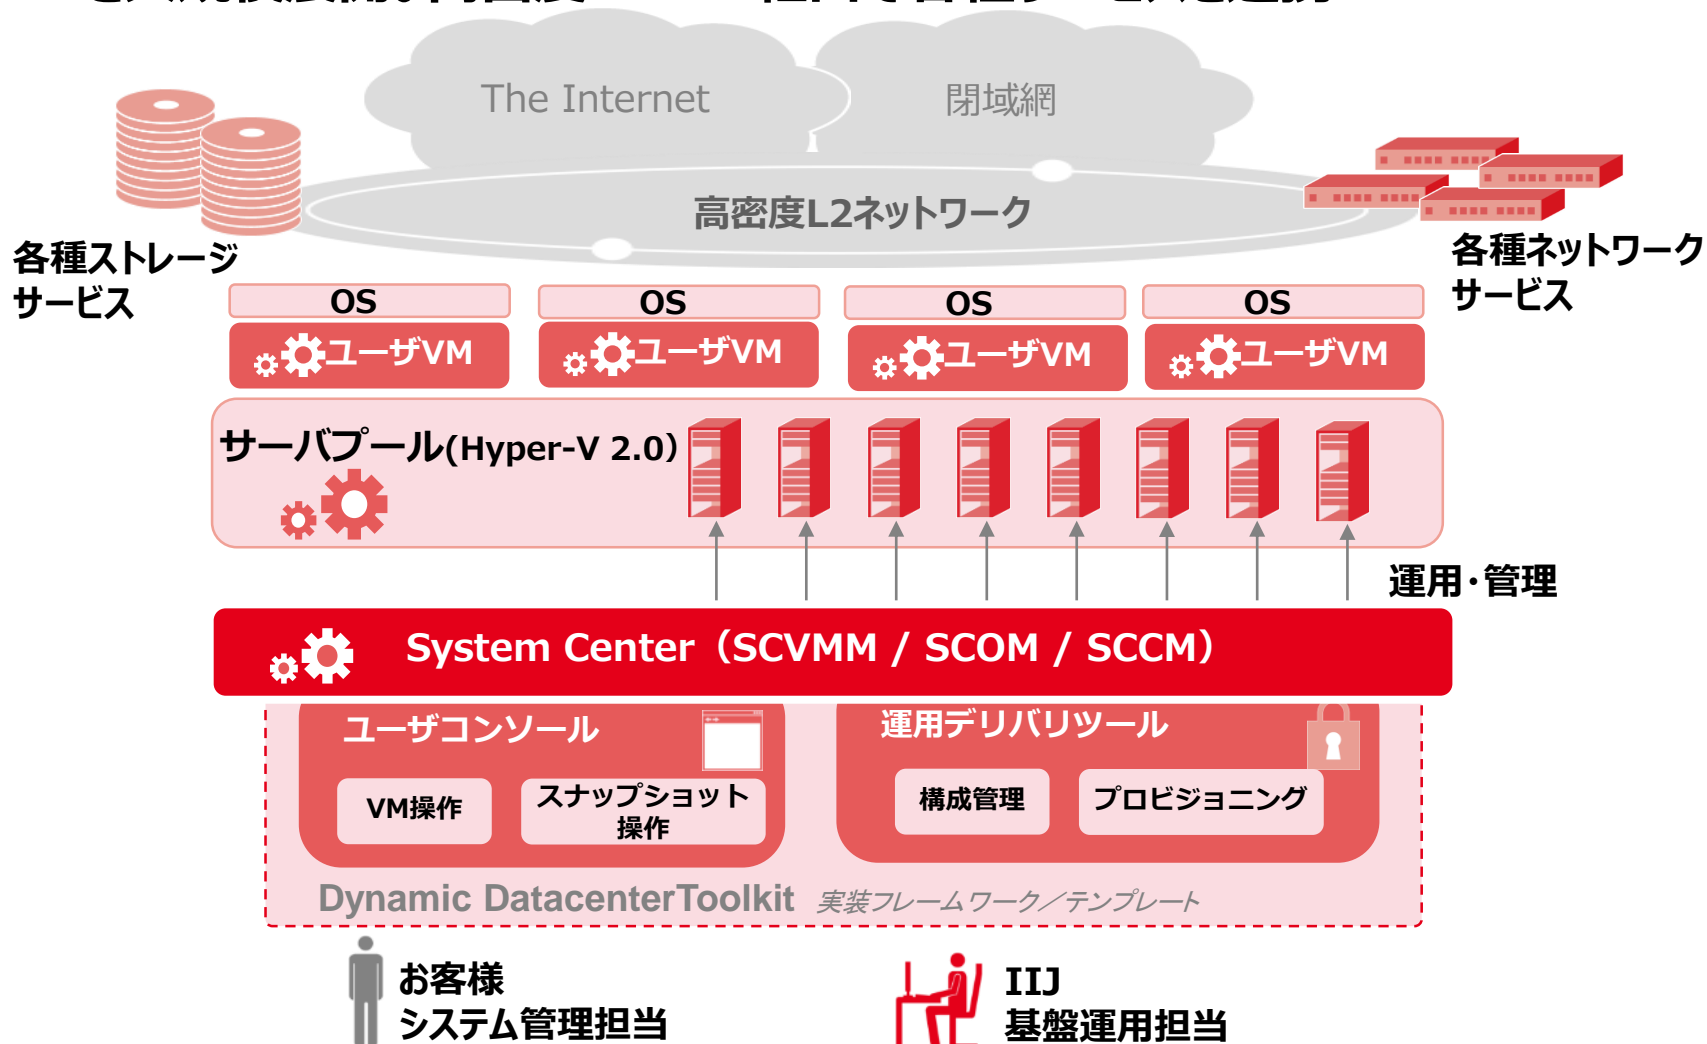 The Internet
閉域網
高密度L2ネットワーク
各種ストレージ
サービス
各種ネットワーク
サービス
OS
OS
OS
OS
ユーザVM
ユーザVM
ユーザVM
ユーザVM
サーバプール(Hyper-V 2.0)
運用・管理
System Center（SCVMM / SCOM / SCCM）
ユーザコンソール
運用デリバリツール
VM操作
スナップショット
操作
構成管理
プロビジョニング
Dynamic DatacenterToolkit 実装フレームワーク／テンプレート
お客様
システム管理担当
IIJ
基盤運用担当